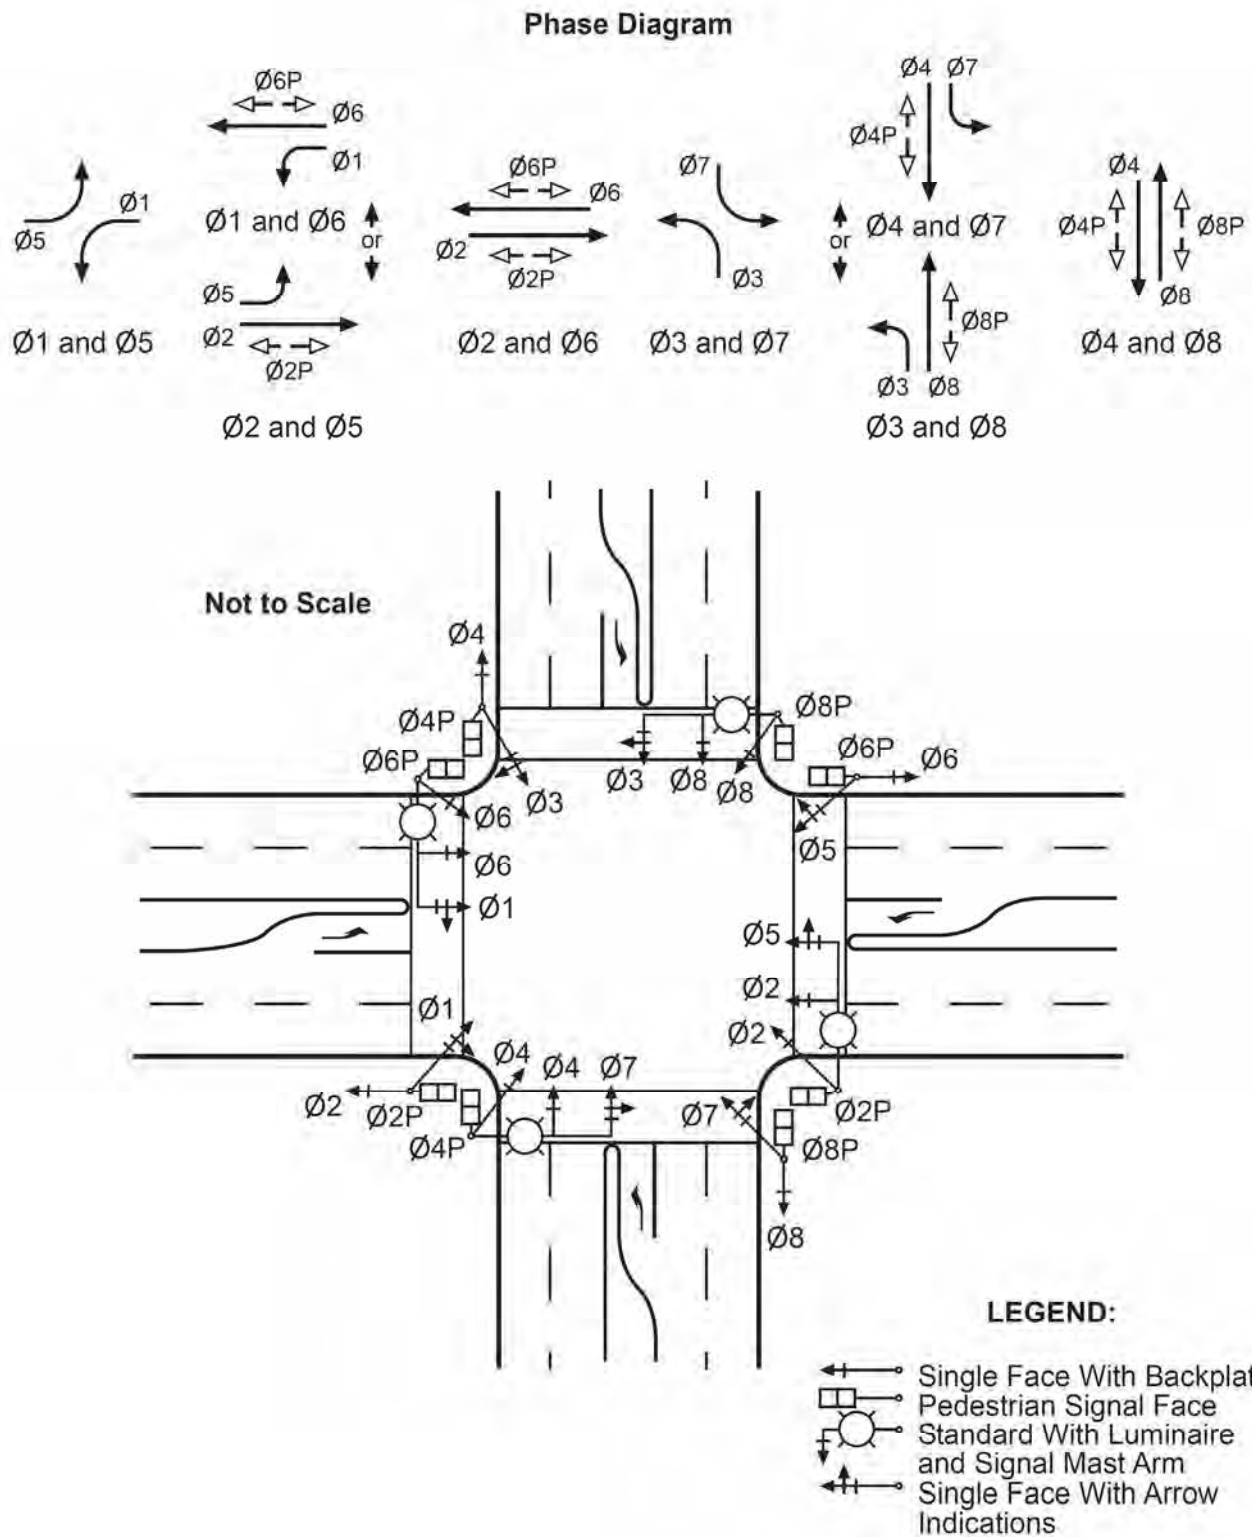 Phase Diagram
Ø6P
Ø6
Ø1
Ø1 and Ø6
Ø1
Ø5
Ø1 and Ø5
or
Ø5
Ø2
Ø2P
Ø2 and Ø5
Ø6P
Ø6
Ø2
Ø2P
Ø2 and Ø6
Ø7
Ø3
Ø3 and Ø7
or
Ø4 Ø7
Ø4P
Ø4 and Ø7
Ø8P
Ø3 Ø8
Ø3 and Ø8
Ø4
Ø4P
Ø8P
Ø8
Ø4 and Ø8
Not to Scale
Ø4
Ø4P
Ø6P
Ø3
Ø6
Ø6
Ø1
Ø3 Ø8 Ø8
Ø8P
Ø6P
Ø6
Ø5
Ø5
Ø2
Ø2
Ø1
Ø2
Ø2P
Ø4P
Ø4
Ø4
Ø7
Ø7
Ø2P
Ø8P
Ø8
LEGEND:
Single Face With Backplat
Pedestrian Signal Face
Standard With Luminaire
and Signal Mast Arm
Single Face With Arrow
Indications